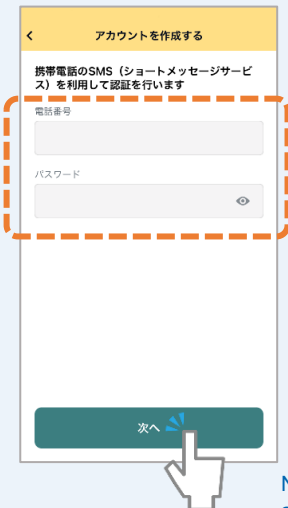 アカウントを作成する
携帯電話のSMS（ショートメッセージサービ
ス）を利用して認証を行います
電話番号
パスワード
次へ